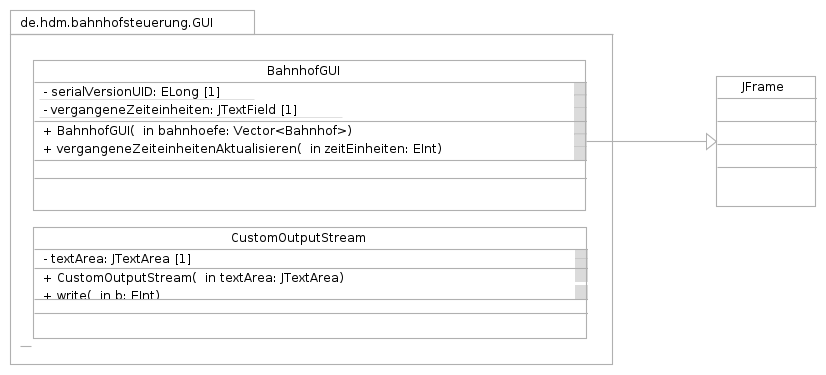 de.hdm.bahnhofsteuerung.GUI
BahnhofGUI
- serialVersionUID: ELong [1]
- vergangeneZeiteinheiten: JTextField [1]
+ BahnhofGUI(  in bahnhoefe: Vector<Bahnhof>)
+ vergangeneZeiteinheitenAktualisieren(  in zeitEinheiten: EInt)
JFrame
CustomOutputStream
- textArea: JTextArea [1]
+ CustomOutputStream(  in textArea: JTextArea)
+ write(  in b: EInt)